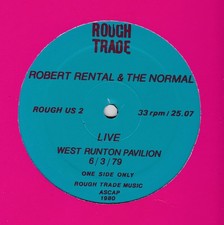 ROUGH
TRADE
ROBERT RENTAL & THE NORMAL
ROUGH US 2
33 rpm / 25.07
LIVE
WEST RUNTON PAVILION
6/3/79
ONE SIDE ONLY
ROUGH TRADE MUSIC
ASCAP
1980